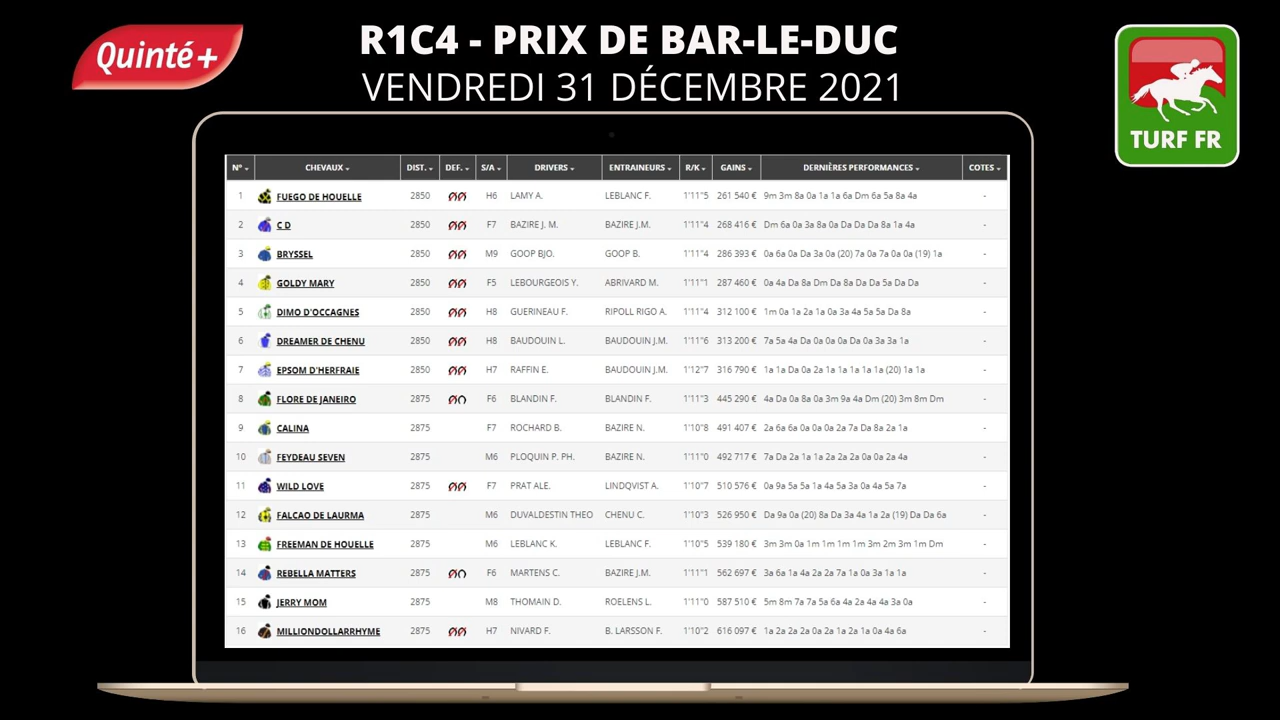 Quinté+
R1C4 - PRIX DE BAR-LE-DUC
VENDREDI 31 DÉCEMBRE 2021
TURF FR
N° CHEVAUX DIST. DEF. S/A DRIVERS ENTRAINEURS R/K GAINS DERNIÈRES PERFORMANCES COTES
1 FUEGO DE HOUELLE 2850 H6 LAMY A. LEBLANC F. 1'11"5 261 540 € 9m 3m 8a 0a 1a 1a 6a Dm 6a 5a 8a 4a -
2 C D 2850 F7 BAZIRE J. M. BAZIRE J.M. 1'11"4 268 416 € Dm 6a 0a 3a 8a 0a Da Da Da 8a 1a 4a -
3 BRYSSEL 2850 M9 GOOP BJO. GOOP B. 1'11"4 286 393 € 0a 6a 0a Da 3a 0a (20) 7a 0a 7a 0a 0a (19) 1a -
4 GOLDY MARY 2850 F5 LEBOURGEOIS Y. ABRIVARD M. 1'11"1 287 460 € 0a 4a Da 8a Dm Da 8a Da Da 5a Da Da -
5 DIMO D'OCCAGNES 2850 H8 GUERINEAU F. RIPOLL RIGO A. 1'11"4 312 100 € 1m 0a 1a 2a 1a 0a 3a 4a 5a 5a Da 8a -
6 DREAMER DE CHENU 2850 H8 BAUDOUIN L. BAUDOUIN J.M. 1'11"6 313 200 € 7a 5a 4a Da 0a 0a 0a Da 0a 3a 3a 1a -
7 EPSOM D'HERFRAIE 2850 H7 RAFFIN E. BAUDOUIN J.M. 1'12"7 316 790 € 1a 1a Da 0a 2a 1a 1a 1a 1a 1a (20) 1a 1a -
8 FLORE DE JANEIRO 2875 F6 BLANDIN F. BLANDIN F. 1'11"3 445 290 € 4a Da 0a 8a 0a 3m 9a 4a Dm (20) 3m 8m Dm -
9 CALINA 2875 F7 ROCHARD B. BAZIRE N. 1'10"8 491 407 € 2a 6a 6a 0a 0a 0a 2a 7a Da 8a 2a 1a -
10 FEYDEAU SEVEN 2875 M6 PLOQUIN P. PH. BAZIRE N. 1'11"0 492 717 € 7a Da 2a 1a 1a 2a 2a 2a 0a 0a 2a 4a -
11 WILD LOVE 2875 F7 PRAT ALE. LINDQVIST A. 1'10"7 510 576 € 0a 9a 5a 5a 1a 4a 5a 3a 0a 4a 5a 7a -
12 FALCAO DE LAURMA 2875 M6 DUVALDESTIN THEO CHENU C. 1'10"3 526 950 € Da 9a 0a (20) 8a Da 3a 4a 1a 2a (19) Da Da 6a -
13 FREEMAN DE HOUELLE 2875 M6 LEBLANC K. LEBLANC F. 1'10"5 539 180 € 3m 3m 0a 1m 1m 1m 1m 3m 2m 3m 1m Dm -
14 REBELLA MATTERS 2875 F6 MARTENS C. BAZIRE J.M. 1'11"1 562 697 € 3a 6a 1a 4a 2a 2a 7a 1a 0a 3a 1a 1a -
15 JERRY MOM 2875 M8 THOMAIN D. ROELENS L. 1'11"0 587 510 € 5m 8m 7a 7a 5a 6a 4a 2a 4a 4a 3a 0a -
16 MILLIONDOLLARRHYME 2875 H7 NIVARD F. B. LARSSON F. 1'10"2 616 097 € 1a 2a 2a 2a 0a 2a 1a 2a 1a 0a 4a 6a -